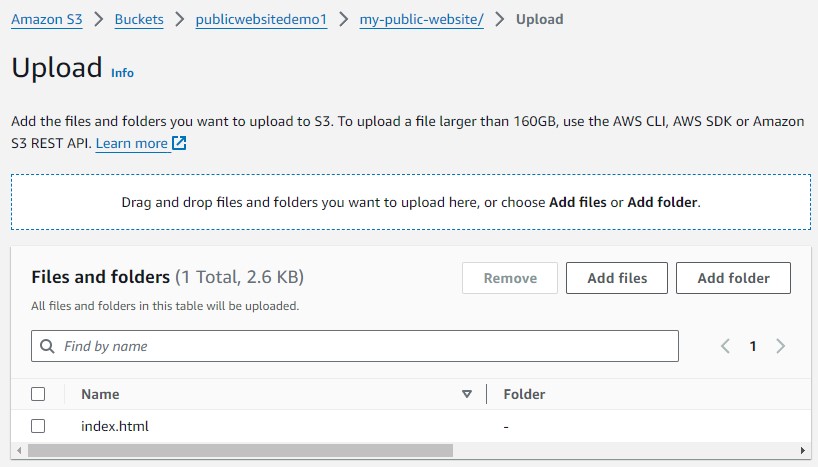 Amazon S3 > Buckets > publicwebsitedemo1 > my-public-website/ > Upload
Upload Info
Add the files and folders you want to upload to S3. To upload a file larger than 160GB, use the AWS CLI, AWS SDK or Amazon
S3 REST API. Learn more
Drag and drop files and folders you want to upload here, or choose Add files or Add folder.
Files and folders (1 Total, 2.6 KB)
Remove
Add files
Add folder
All files and folders in this table will be uploaded.
Find by name
1
Name
Folder
index.html
-